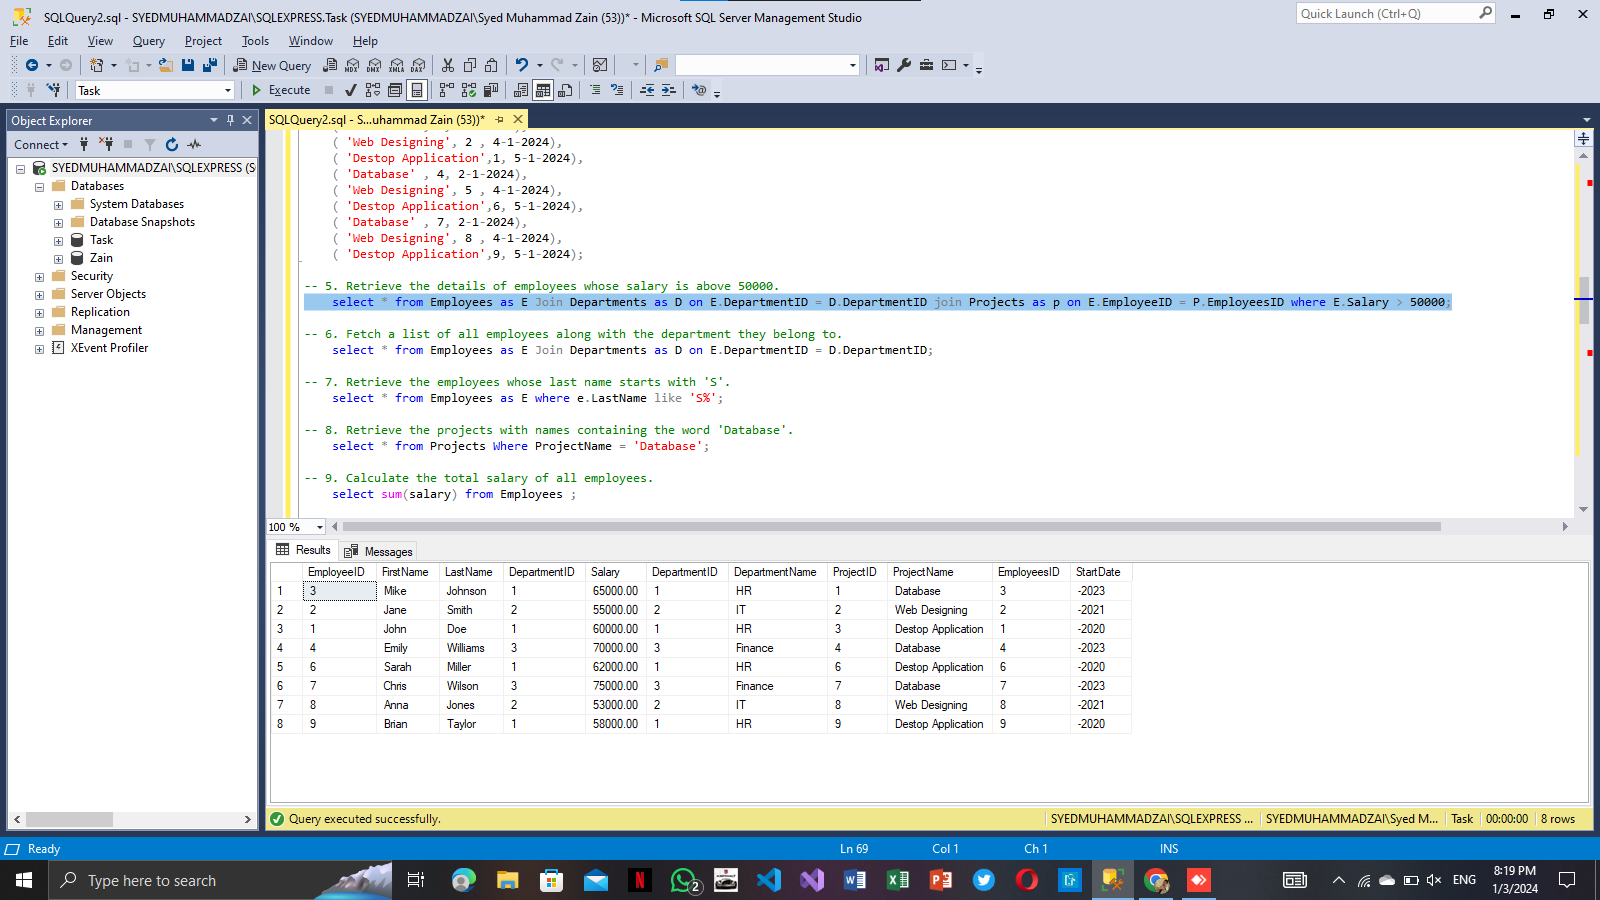 SQLQuery2.sql - SYEDMUHAMMADZAI\SQLEXPRESS.Task (SYEDMUHAMMADZAI\Syed Muhammad Zain (53))* - Microsoft SQL Server Management Studio
Quick Launch (Ctrl+Q)
File Edit View Query Project Tools Window Help
New Query
MDX DMX XMLA DAX
Task
Execute
Object Explorer
SQLQuery2.sql - S...uhammad Zain (53))*
Connect
SYEDMUHAMMADZAI\SQLEXPRESS (S
Databases
System Databases
Database Snapshots
Task
Zain
Security
Server Objects
Replication
Management
XEvent Profiler
( 'Web Designing', 2 , 4-1-2024),
( 'Destop Application',1, 5-1-2024),
( 'Database' , 4, 2-1-2024),
( 'Web Designing', 5 , 4-1-2024),
( 'Destop Application',6, 5-1-2024),
( 'Database' , 7, 2-1-2024),
( 'Web Designing', 8 , 4-1-2024),
( 'Destop Application',9, 5-1-2024);
-- 5. Retrieve the details of employees whose salary is above 50000.
select * from Employees as E Join Departments as D on E.DepartmentID = D.DepartmentID join Projects as p on E.EmployeeID = P.EmployeesID where E.Salary > 50000;
-- 6. Fetch a list of all employees along with the department they belong to.
select * from Employees as E Join Departments as D on E.DepartmentID = D.DepartmentID;
-- 7. Retrieve the employees whose last name starts with 'S'.
select * from Employees as E where e.LastName like 'S%';
-- 8. Retrieve the projects with names containing the word 'Database'.
select * from Projects Where ProjectName = 'Database';
-- 9. Calculate the total salary of all employees.
select sum(salary) from Employees ;
100 %
Results Messages
EmployeeID FirstName LastName DepartmentID Salary DepartmentID DepartmentName ProjectID ProjectName EmployeesID StartDate
1 3 Mike Johnson 1 65000.00 1 HR 1 Database 3 -2023
2 2 Jane Smith 2 55000.00 2 IT 2 Web Designing 2 -2021
3 1 John Doe 1 60000.00 1 HR 3 Destop Application 1 -2020
4 4 Emily Williams 3 70000.00 3 Finance 4 Database 4 -2023
5 6 Sarah Miller 1 62000.00 1 HR 6 Destop Application 6 -2020
6 7 Chris Wilson 3 75000.00 3 Finance 7 Database 7 -2023
7 8 Anna Jones 2 53000.00 2 IT 8 Web Designing 8 -2021
8 9 Brian Taylor 1 58000.00 1 HR 9 Destop Application 9 -2020
Query executed successfully.
SYEDMUHAMMADZAI\SQLEXPRESS ... SYEDMUHAMMADZAI\Syed M... Task 00:00:00 8 rows
Ready Ln 69 Col 1 Ch 1 INS
Type here to search
2
ENG
8:19 PM
1/3/2024